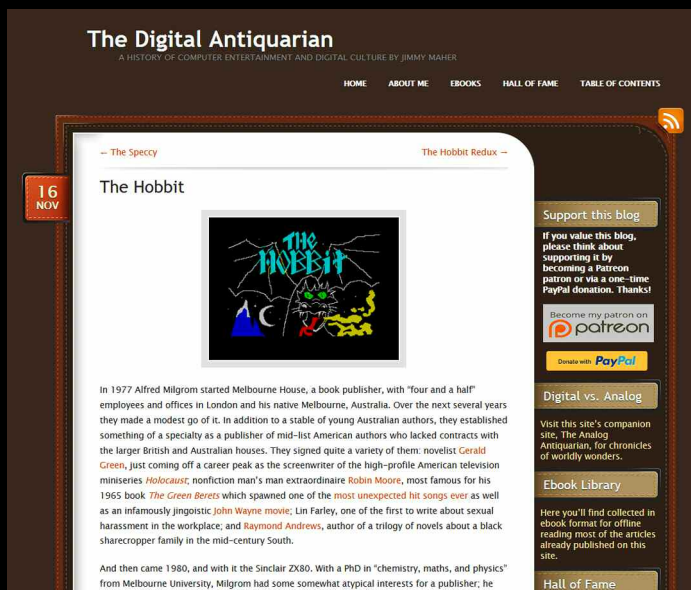 The Digital Antiquarian
A HISTORY OF COMPUTER ENTERTAINMENT AND DIGITAL CULTURE BY JIMMY MAHER
HOME ABOUT ME EBOOKS HALL OF FAME TABLE OF CONTENTS
← The Speccy The Hobbit Redux →
16
NOV
The Hobbit
THE
HOBBIT
In 1977 Alfred Milgrom started Melbourne House, a book publisher, with “four and a half”
employees and offices in London and his native Melbourne, Australia. Over the next several years
they made a modest go of it. In addition to a stable of young Australian authors, they established
something of a specialty as a publisher of mid-list American authors who lacked contracts with
the larger British and Australian houses. They signed quite a variety of them: novelist Gerald
Green, just coming off a career peak as the screenwriter of the high-profile American television
miniseries Holocaust; nonfiction man’s man extraordinaire Robin Moore, most famous for his
1965 book The Green Berets which spawned one of the most unexpected hit songs ever as well
as an infamously jingoistic John Wayne movie; Lin Farley, one of the first to write about sexual
harassment in the workplace; and Raymond Andrews, author of a trilogy of novels about a black
sharecropper family in the mid-century South.
And then came 1980, and with it the Sinclair ZX80. With a PhD in “chemistry, maths, and physics”
from Melbourne University, Milgrom had some somewhat atypical interests for a publisher; he
Support this blog
If you value this blog,
please think about
supporting it by
becoming a Patreon
patron or via a one-time
PayPal donation. Thanks!
Become my patron on
patreon
Donate with PayPal
Digital vs. Analog
Visit this site's companion
site, The Analog
Antiquarian, for chronicles
of worldly wonders.
Ebook Library
Here you'll find collected in
ebook format for offline
reading most of the articles
already published on this
site.
Hall of Fame